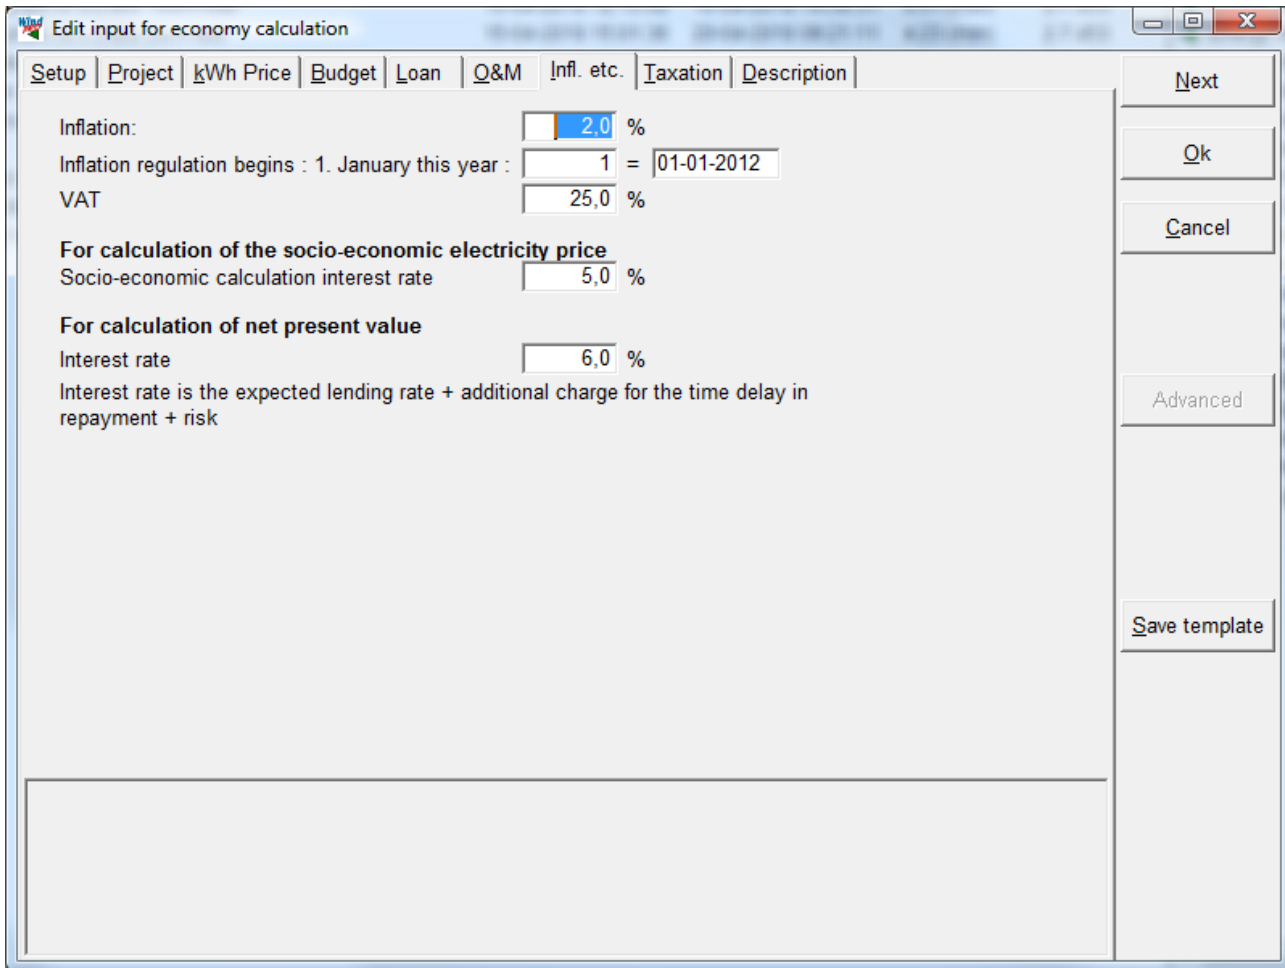 Wind
Edit input for economy calculation
Setup Project kWh Price Budget Loan O&M Infl. etc. Taxation Description
Next
Inflation: 2,0 %
Inflation regulation begins : 1. January this year : 1 = 01-01-2012
Ok
VAT 25,0 %
Cancel
For calculation of the socio-economic electricity price
Socio-economic calculation interest rate 5,0 %
For calculation of net present value
Interest rate 6,0 %
Interest rate is the expected lending rate + additional charge for the time delay in
repayment + risk
Advanced
Save template